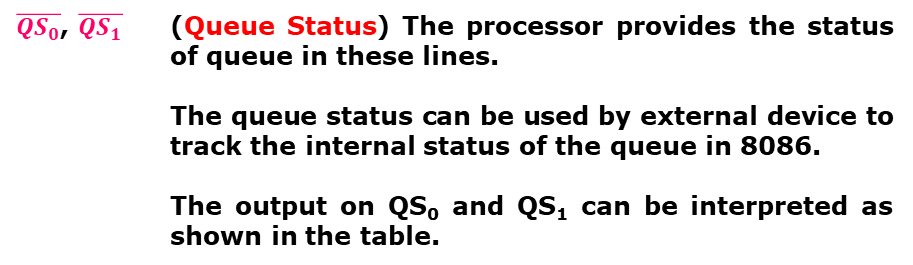 Q̅S̅₀̅, Q̅S̅₁̅ (Queue Status) The processor provides the status
of queue in these lines.
The queue status can be used by external device to
track the internal status of the queue in 8086.
The output on QS₀ and QS₁ can be interpreted as
shown in the table.